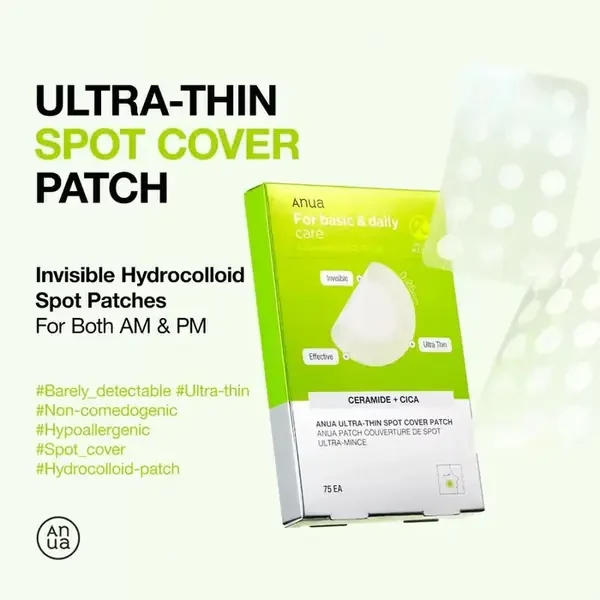 ULTRA-THIN
SPOT COVER
PATCH
Invisible Hydrocolloid
Spot Patches
For Both AM & PM
#Barely_detectable #Ultra-thin
#Non-comedogenic
#Hypoallergenic
#Spot_cover
#Hydrocolloid-patch
An
ua
Anua
For basic & daily
care
Invisible
Effective
Ultra Thin
CERAMIDE + CICA
ANUA ULTRA-THIN SPOT COVER PATCH
ANUA PATCH COUVERTURE DE SPOT
ULTRA-MINCE
75 EA